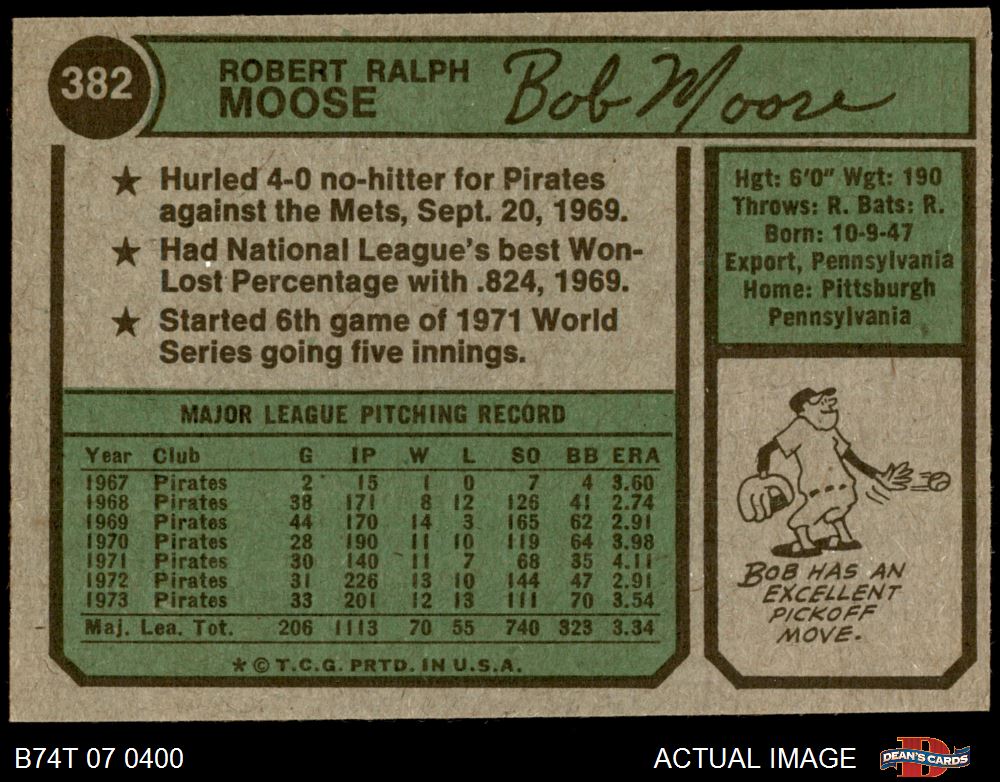 382
ROBERT RALPH
MOOSE
Bob Moose
★ Hurled 4-0 no-hitter for Pirates
against the Mets, Sept. 20, 1969.
★ Had National League's best Won-
Lost Percentage with .824, 1969.
★ Started 6th game of 1971 World
Series going five innings.
Hgt: 6'0" Wgt: 190
Throws: R. Bats: R.
Born: 10-9-47
Export, Pennsylvania
Home: Pittsburgh
Pennsylvania
MAJOR LEAGUE PITCHING RECORD
Year Club G IP W L SO BB ERA
1967 Pirates 2 15 1 0 7 4 3.60
1968 Pirates 38 171 8 12 126 41 2.74
1969 Pirates 44 170 14 3 165 62 2.91
1970 Pirates 28 190 11 10 119 64 3.98
1971 Pirates 30 140 11 7 68 35 4.11
1972 Pirates 31 226 13 10 144 47 2.91
1973 Pirates 33 201 12 13 111 70 3.54
Maj. Lea. Tot. 206 1113 70 55 740 323 3.34
★ © T.C.G. PRTD. IN U.S.A.
BOB HAS AN
EXCELLENT
PICKOFF
MOVE.
B74T 07 0400
ACTUAL IMAGE
DEAN'S CARDS